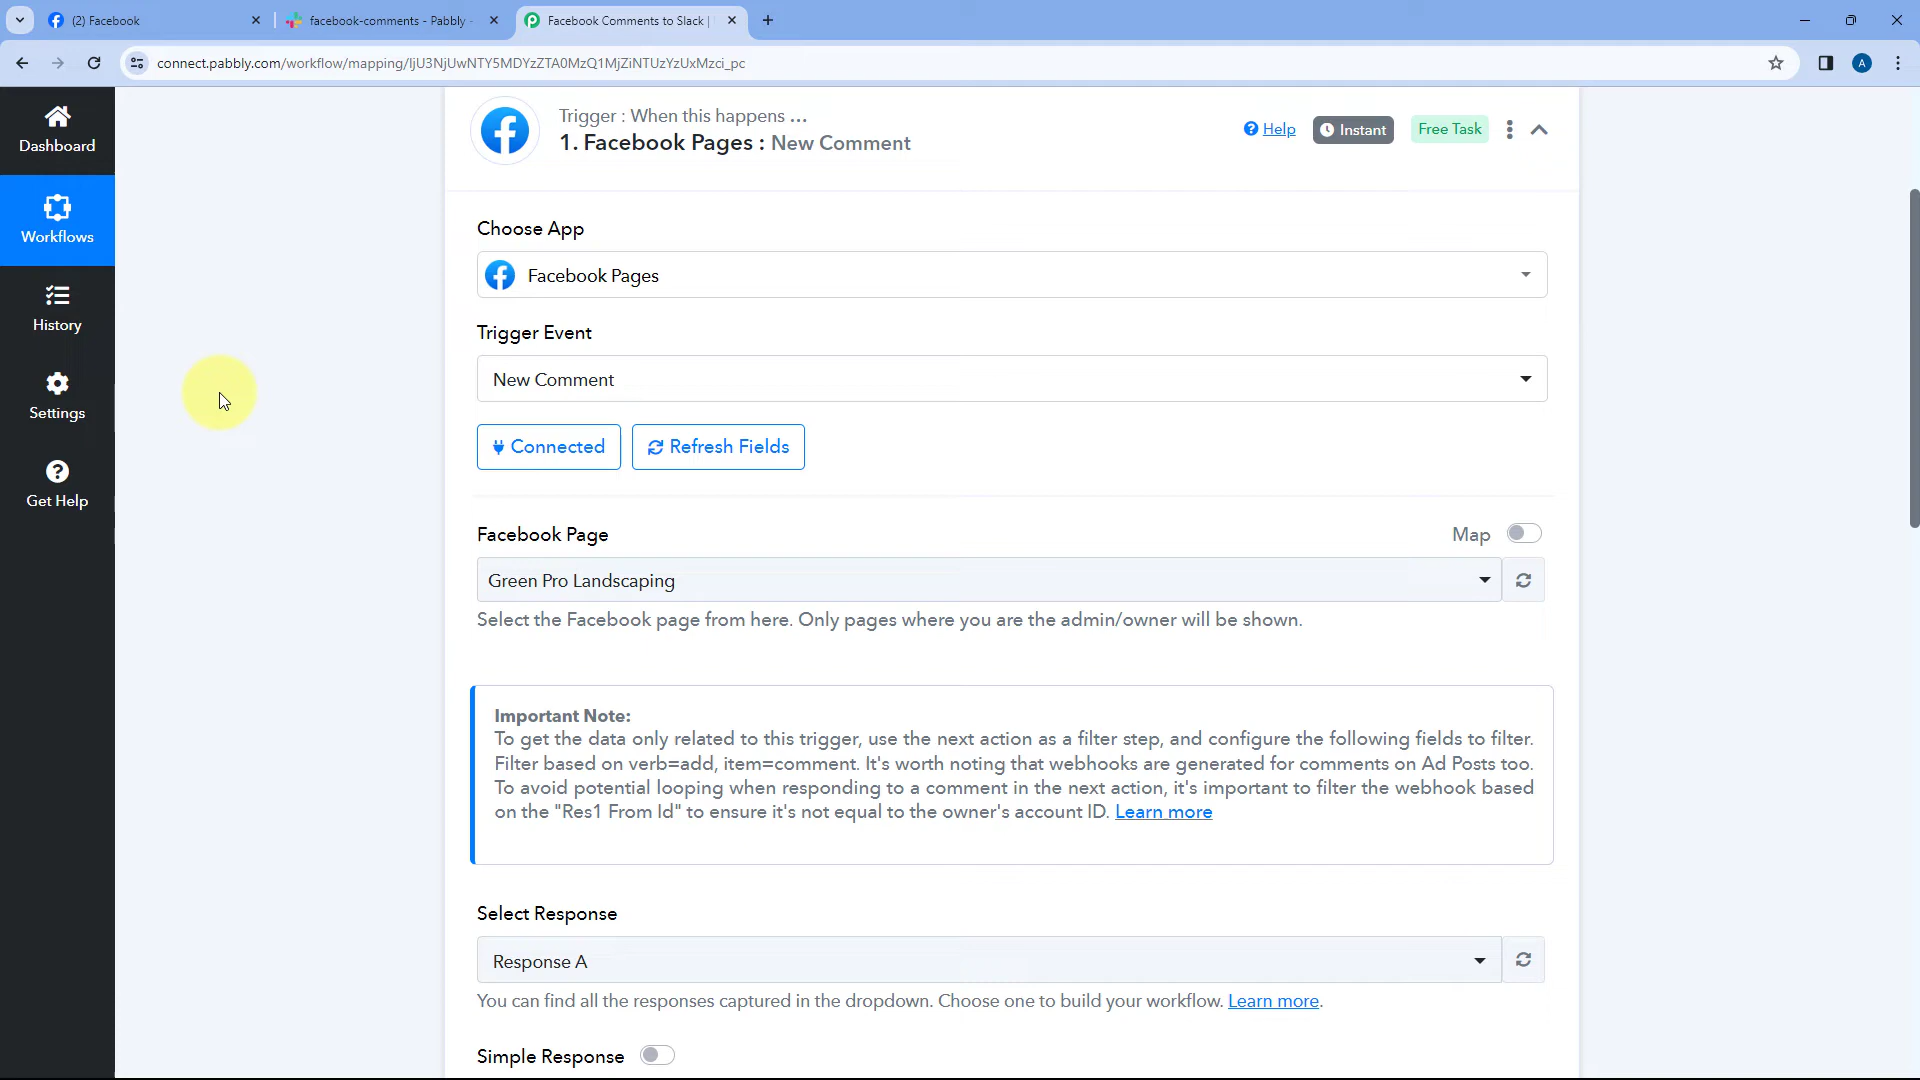 (2) Facebook
facebook-comments - Pabbly -
Facebook Comments to Slack |
connect.pabbly.com/workflow/mapping/IjU3NjUwNTY5MDYzZTA0MzQ1MjZiNTUzYzUxMzci_pc
A
Dashboard
Workflows
History
Settings
Get Help
Trigger : When this happens ...
1. Facebook Pages : New Comment
Help
Instant
Free Task
Choose App
Facebook Pages
Trigger Event
New Comment
Connected
Refresh Fields
Facebook Page
Map
Green Pro Landscaping
Select the Facebook page from here. Only pages where you are the admin/owner will be shown.
Important Note:
To get the data only related to this trigger, use the next action as a filter step, and configure the following fields to filter.
Filter based on verb=add, item=comment. It's worth noting that webhooks are generated for comments on Ad Posts too.
To avoid potential looping when responding to a comment in the next action, it's important to filter the webhook based
on the "Res1 From Id" to ensure it's not equal to the owner's account ID. Learn more
Select Response
Response A
You can find all the responses captured in the dropdown. Choose one to build your workflow. Learn more.
Simple Response